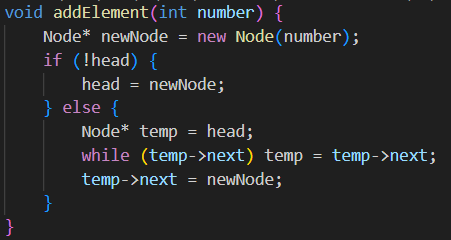 void addElement(int number) {
    Node* newNode = new Node(number);
    if (!head) {
        head = newNode;
    } else {
        Node* temp = head;
        while (temp->next) temp = temp->next;
        temp->next = newNode;
    }
}